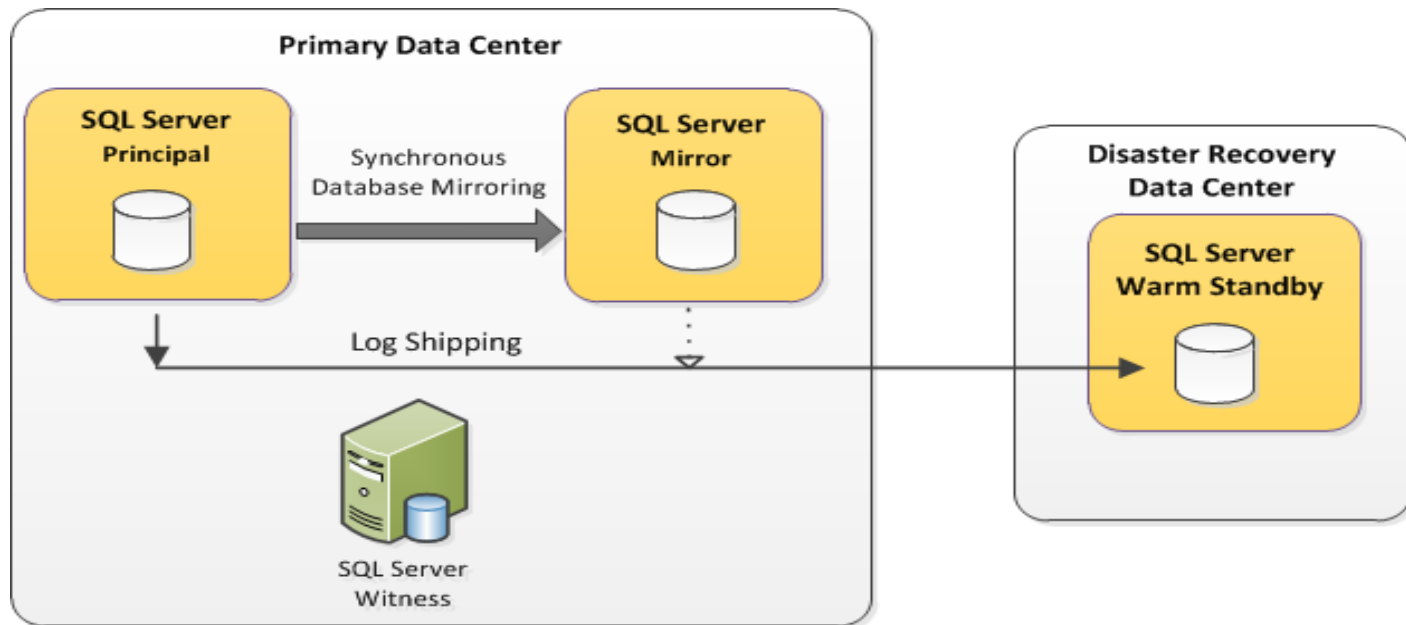 Primary Data Center
SQL Server
Principal
Synchronous
Database Mirroring
SQL Server
Mirror
Log Shipping
SQL Server
Witness
Disaster Recovery
Data Center
SQL Server
Warm Standby